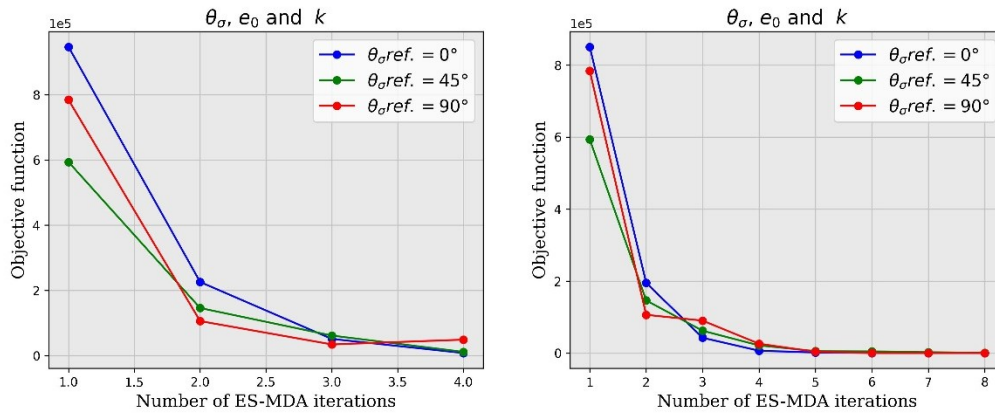 θσ, e0 and k
1e5
Objective function
8
6
4
2
0
θσref. = 0°
θσref. = 45°
θσref. = 90°
1.0 1.5 2.0 2.5 3.0 3.5 4.0
Number of ES-MDA iterations
θσ, e0 and k
1e5
Objective function
8
6
4
2
0
θσref. = 0°
θσref. = 45°
θσref. = 90°
1 2 3 4 5 6 7 8
Number of ES-MDA iterations